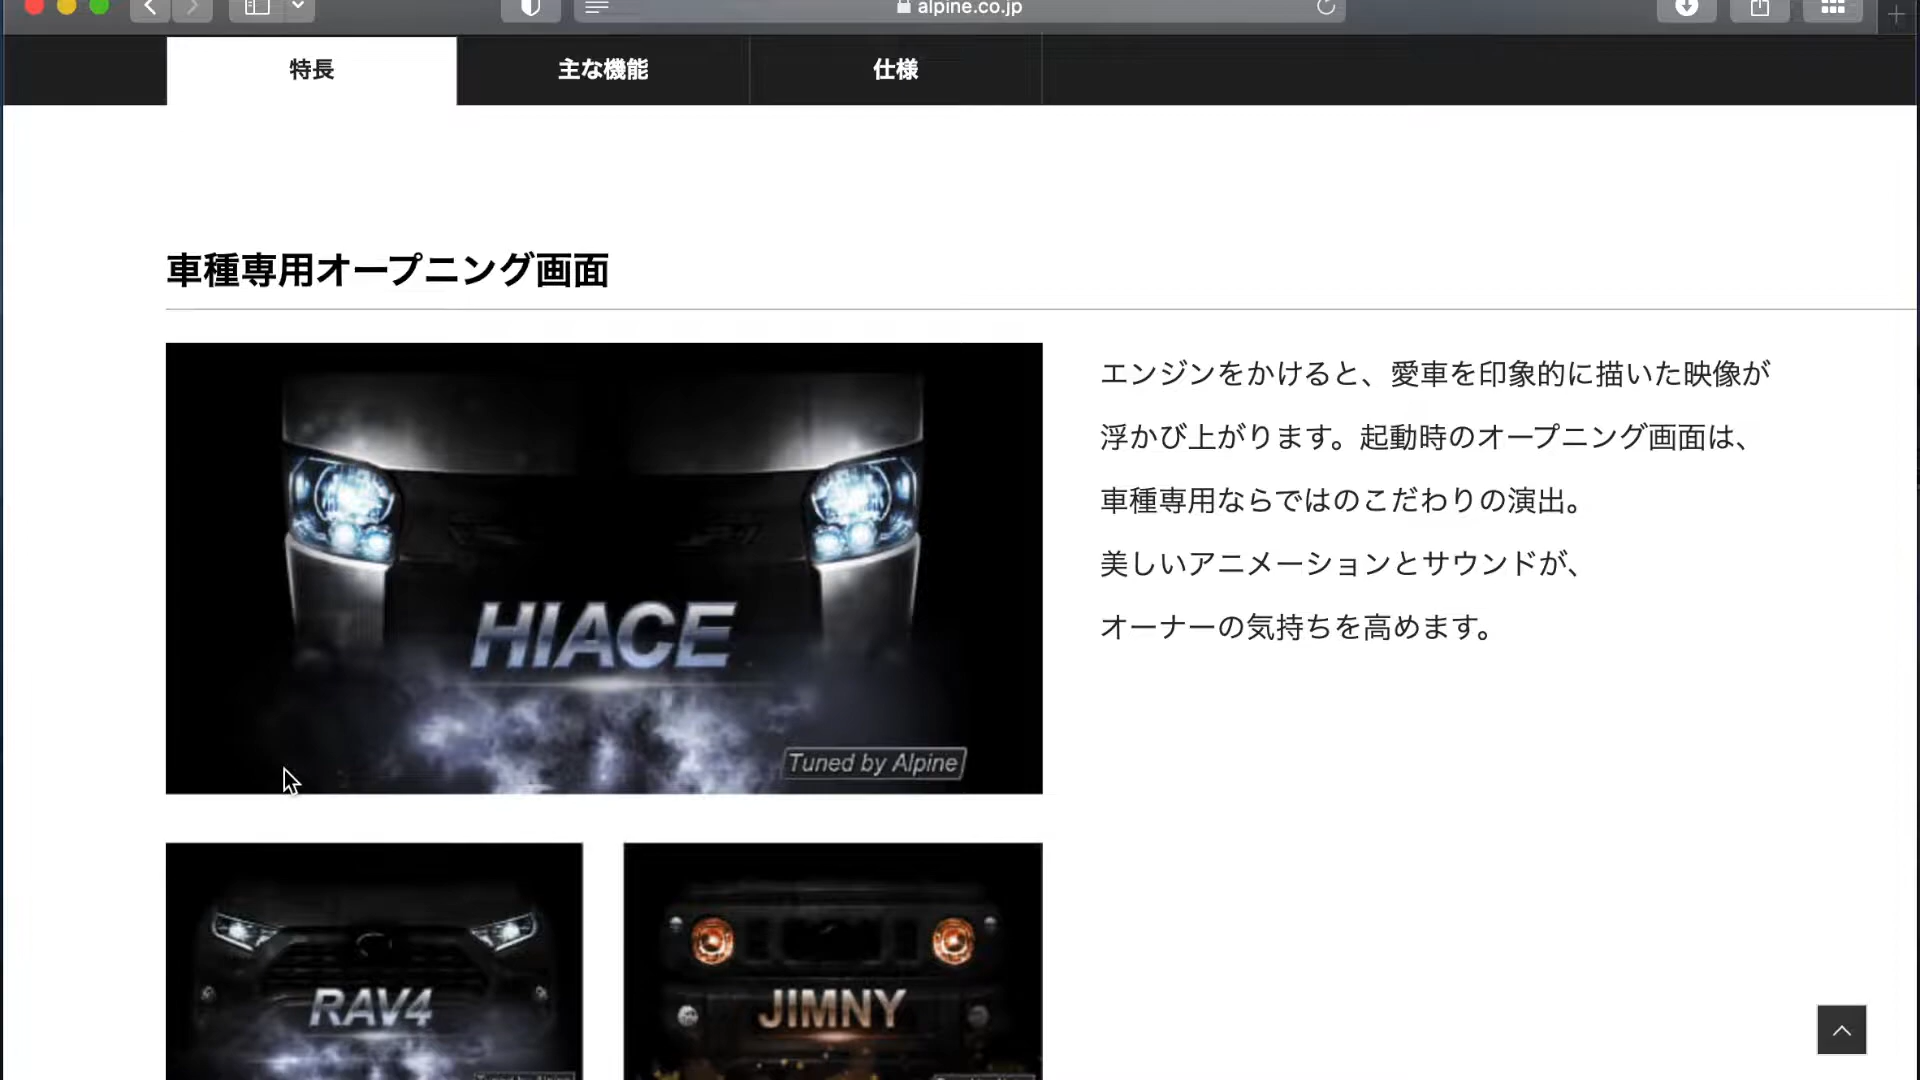 alpine.co.jp
特長
主な機能
仕様
車種専用オープニング画面
エンジンをかけると、愛車を印象的に描いた映像が
浮かび上がります。起動時のオープニング画面は、
車種専用ならではのこだわりの演出。
美しいアニメーションとサウンドが、
オーナーの気持ちを高めます。
HIACE
Tuned by Alpine
RAV4
JIMNY